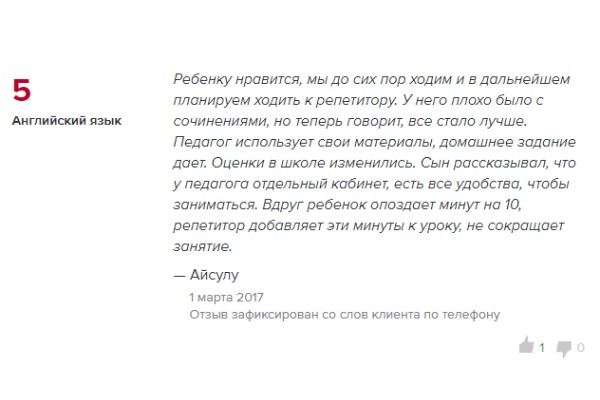 5
Английский язык
Ребенку нравится, мы до сих пор ходим и в дальнейшем
планируем ходить к репетитору. У него плохо было с
сочинениями, но теперь говорит, все стало лучше.
Педагог использует свои материалы, домашнее задание
дает. Оценки в школе изменились. Сын рассказывал, что
у педагога отдельный кабинет, есть все удобства, чтобы
заниматься. Вдруг ребенок опоздает минут на 10,
репетитор добавляет эти минуты к уроку, не сокращает
занятие.
— Айсулу
1 марта 2017
Отзыв зафиксирован со слов клиента по телефону
1 0